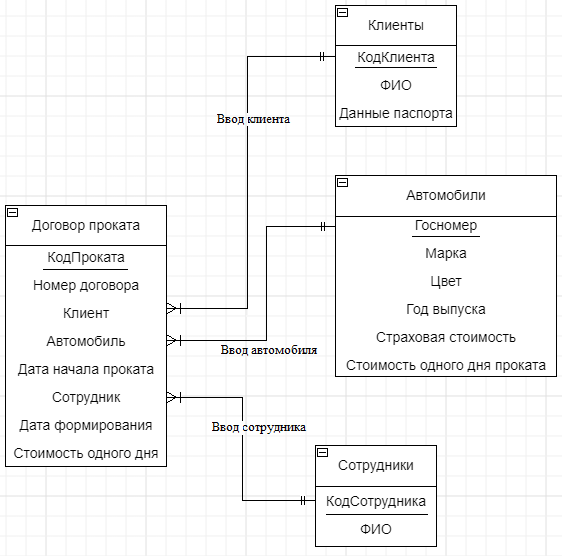 Клиенты
КодКлиента
ФИО
Данные паспорта
Ввод клиента
Автомобили
Госномер
Марка
Цвет
Год выпуска
Страховая стоимость
Стоимость одного дня проката
Ввод автомобиля
Договор проката
КодПроката
Номер договора
Клиент
Автомобиль
Дата начала проката
Сотрудник
Дата формирования
Стоимость одного дня
Ввод сотрудника
Сотрудники
КодСотрудника
ФИО